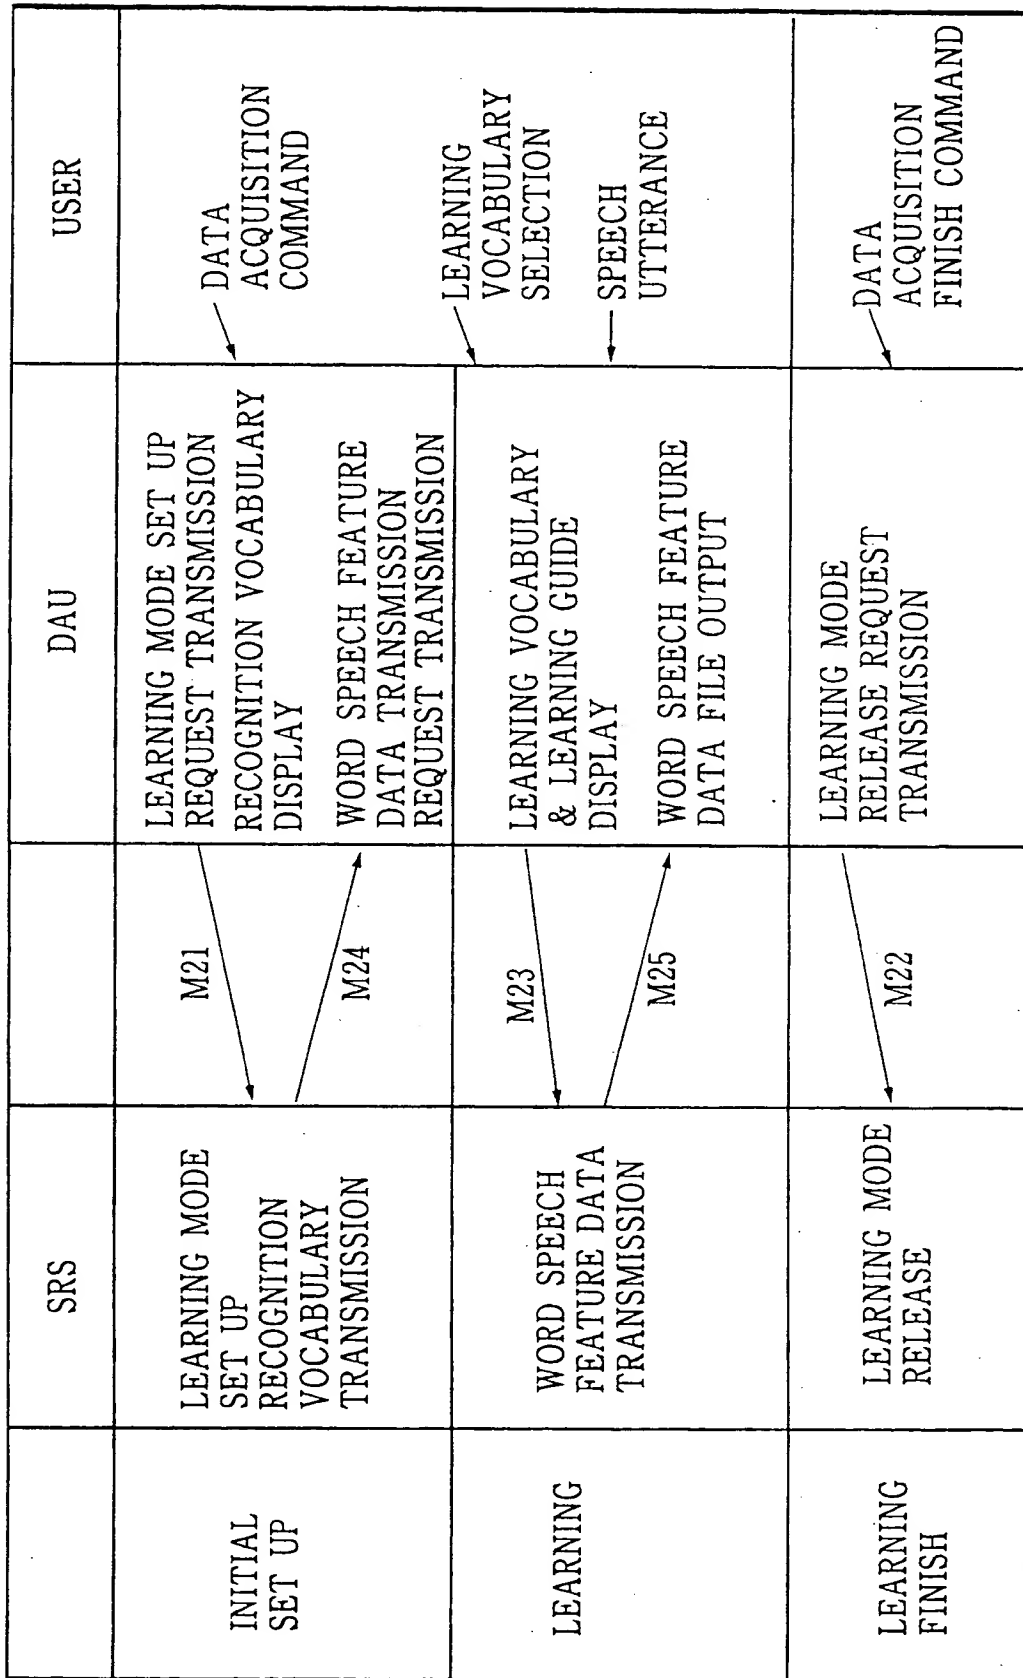 SRS
DAU
USER
INITIAL
SET UP
LEARNING MODE
SET UP
RECOGNITION
VOCABULARY
TRANSMISSION
M21
M24
LEARNING MODE SET UP
REQUEST TRANSMISSION
RECOGNITION VOCABULARY
DISPLAY
WORD SPEECH FEATURE
DATA TRANSMISSION
REQUEST TRANSMISSION
DATA
ACQUISITION
COMMAND
LEARNING
WORD SPEECH
FEATURE DATA
TRANSMISSION
M23
M25
LEARNING VOCABULARY
& LEARNING GUIDE
DISPLAY
WORD SPEECH FEATURE
DATA FILE OUTPUT
LEARNING
VOCABULARY
SELECTION
SPEECH
UTTERANCE
LEARNING
FINISH
LEARNING MODE
RELEASE
M22
LEARNING MODE
RELEASE REQUEST
TRANSMISSION
DATA
ACQUISITION
FINISH COMMAND